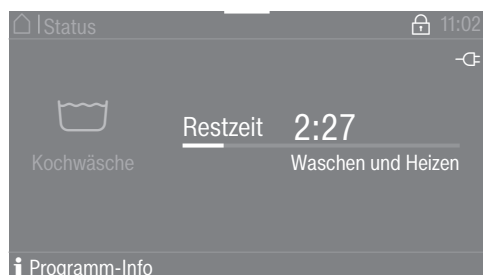 Status
11:02
Restzeit 2:27
Kochwäsche
Waschen und Heizen
i Programm-Info